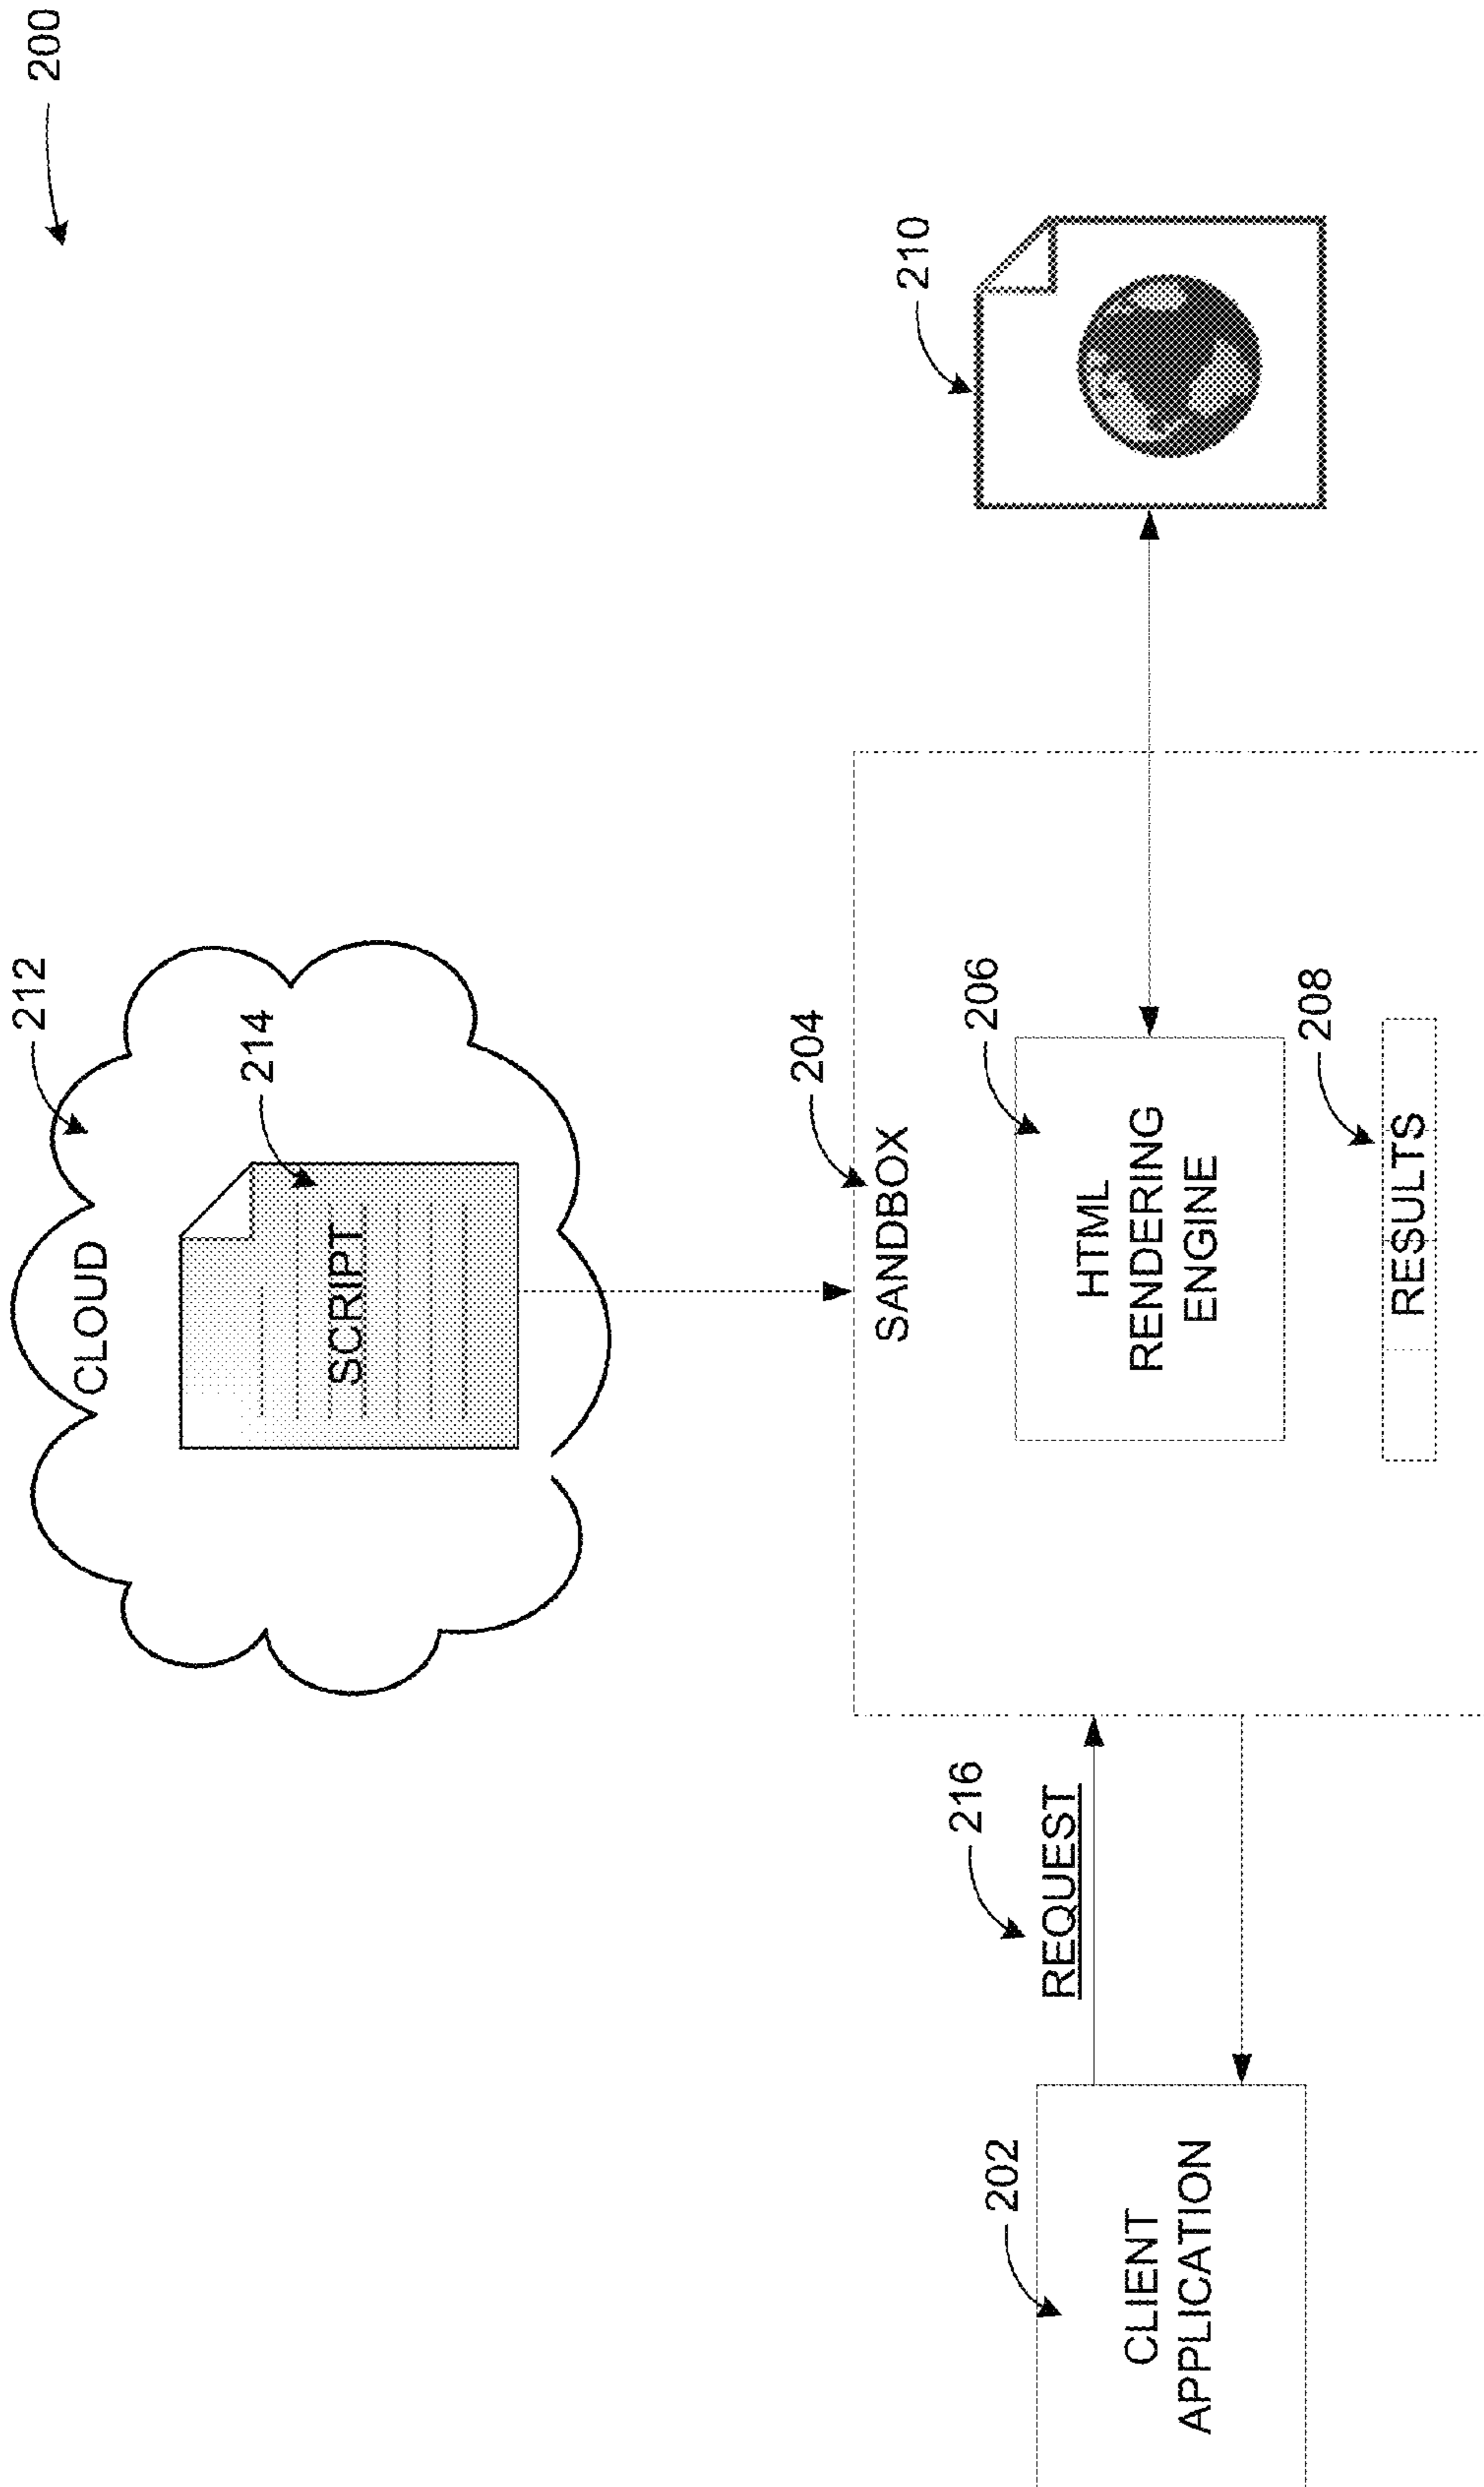 200
212
CLOUD
214
SCRIPT
204
SANDBOX
210
206
HTML
RENDERING
ENGINE
208
RESULTS
216
REQUEST
202
CLIENT
APPLICATION